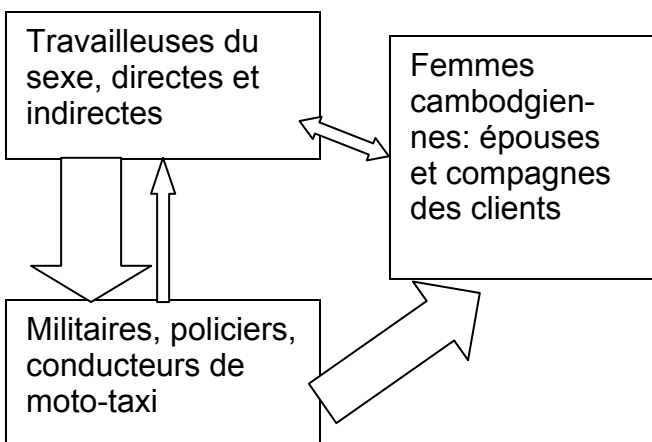 Travailleuses du
sexe, directes et
indirectes
Femmes
cambodgien-
nes: épouses
et compagnes
des clients
Militaires, policiers,
conducteurs de
moto-taxi